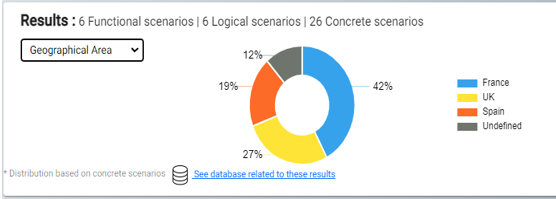 Results : 6 Functional scenarios | 6 Logical scenarios | 26 Concrete scenarios
Geographical Area
12%
19%
42%
27%
France
UK
Spain
Undefined
* Distribution based on concrete scenarios
See database related to these results